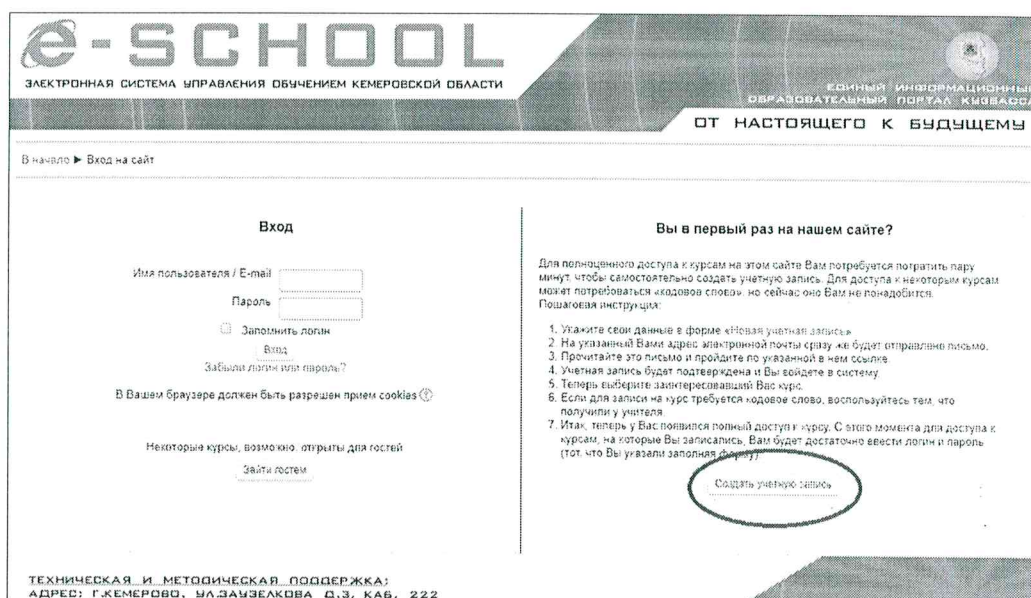 e-SCHOOL
ЭЛЕКТРОННАЯ СИСТЕМА УПРАВЛЕНИЯ ОБУЧЕНИЕМ КЕМЕРОВСКОЙ ОБЛАСТИ
ЕДИНЫЙ ИНФОРМАЦИОННЫЙ
ОБРАЗОВАТЕЛЬНЫЙ ПОРТАЛ КУЗБАССА
ОТ НАСТОЯЩЕГО К БУДУЩЕМУ
В начало ► Вход на сайт
Вход
Имя пользователя / E-mail
Пароль
Запомнить логин
Вход
Забыли логин или пароль?
В Вашем браузере должен быть разрешен прием cookies
Некоторые курсы, возможно, открыты для гостей
Зайти гостем
Вы в первый раз на нашем сайте?
Для полноценного доступа к курсам на этом сайте Вам потребуется потратить пару
минут, чтобы самостоятельно создать учетную запись. Для доступа к некоторым курсам
может потребоваться «кодовое слово», но сейчас оно Вам не понадобится.
Пошаговая инструкция:
1. Укажите свои данные в форме «Новая учетная запись»
2. На указанный Вами адрес электронной почты сразу же будет отправлено письмо.
3. Прочитайте это письмо и пройдите по указанной в нем ссылке.
4. Учетная запись будет подтверждена и Вы войдете в систему.
5. Теперь выберите заинтересовавший Вас курс.
6. Если для записи на курс требуется кодовое слово, воспользуйтесь тем, что
получили у учителя.
7. Итак, теперь у Вас появился полный доступ к курсу. С этого момента для доступа к
курсам, на которые Вы записались, Вам будет достаточно ввести логин и пароль
(тот, что Вы указали заполняя форму)
Создать учетную запись
ТЕХНИЧЕСКАЯ И МЕТОДИЧЕСКАЯ ПОДДЕРЖКА:
АДРЕС: Г.КЕМЕРОВО, УЛ.ЗАУЗЕЛКОВА Д.3, КАБ. 222